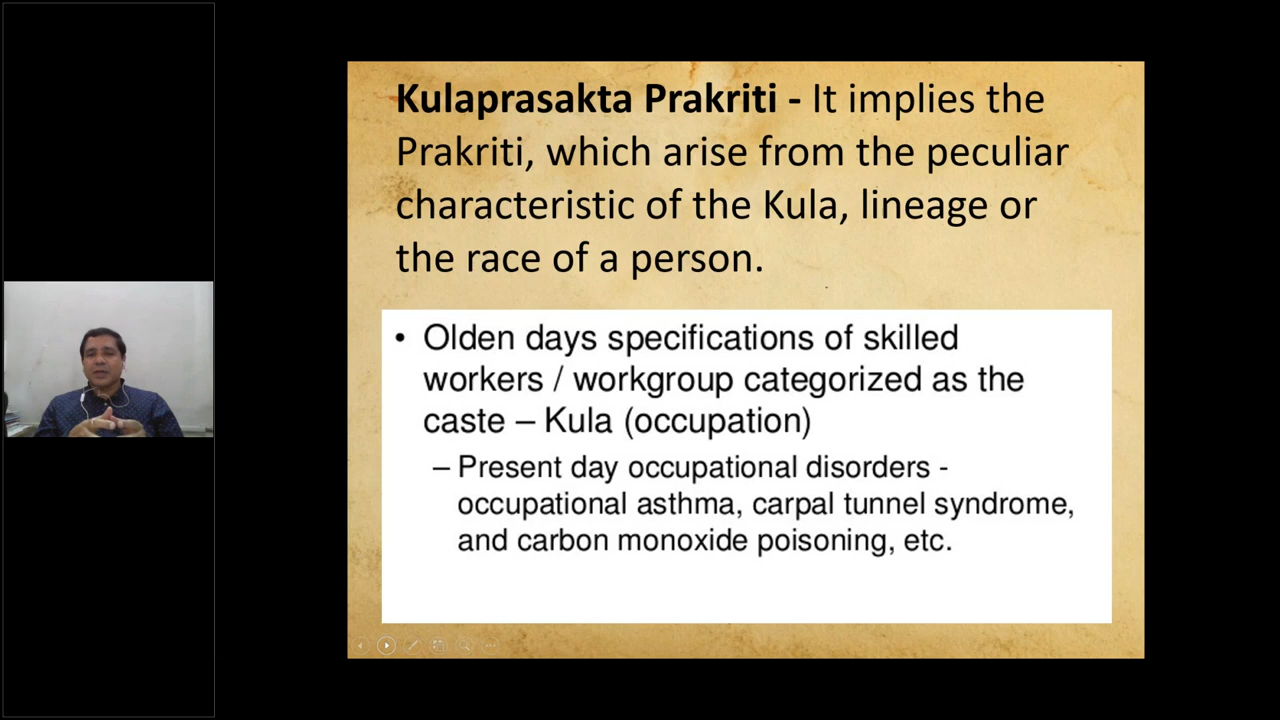 Kulaprasakta Prakriti - It implies the
Prakriti, which arise from the peculiar
characteristic of the Kula, lineage or
the race of a person.
• Olden days specifications of skilled
workers / workgroup categorized as the
caste – Kula (occupation)
– Present day occupational disorders -
occupational asthma, carpal tunnel syndrome,
and carbon monoxide poisoning, etc.